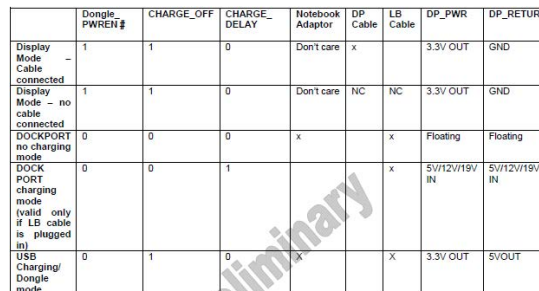 Dongle_ PWREN# CHARGE_OFF CHARGE_ DELAY Notebook Adaptor DP Cable LB Cable DP_PWR DP_RETUR
Display Mode – Cable connected 1 1 0 Don't care x 3.3V OUT GND
Display Mode – no cable connected 1 1 0 Don't care NC NC 3.3V OUT GND
DOCKPORT no charging mode 0 0 0 x x Floating Floating
DOCK PORT charging mode (valid only if LB cable is plugged in) 0 0 1 x 5V/12V/19V IN 5V/12V/19V IN
USB Charging/ Dongle mode 0 1 0 X X 3.3V OUT 5VOUT
eliminary